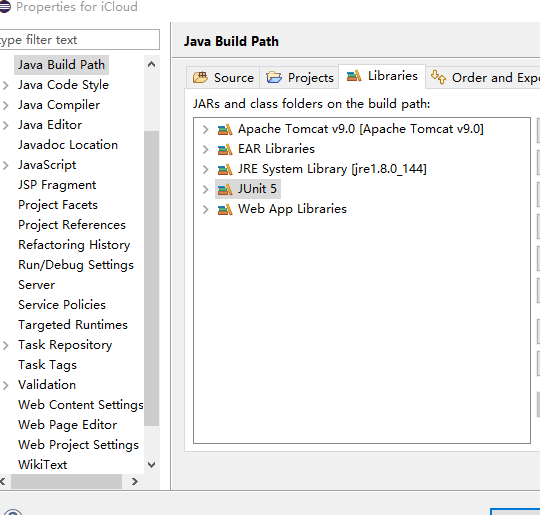 Properties for iCloud
type filter text
Java Build Path
Java Code Style
Java Compiler
Java Editor
Javadoc Location
JavaScript
JSP Fragment
Project Facets
Project References
Refactoring History
Run/Debug Settings
Server
Service Policies
Targeted Runtimes
Task Repository
Task Tags
Validation
Web Content Settings
Web Page Editor
Web Project Settings
WikiText
Java Build Path
Source Projects Libraries Order and Expo
JARs and class folders on the build path:
Apache Tomcat v9.0 [Apache Tomcat v9.0]
EAR Libraries
JRE System Library [jre1.8.0_144]
JUnit 5
Web App Libraries